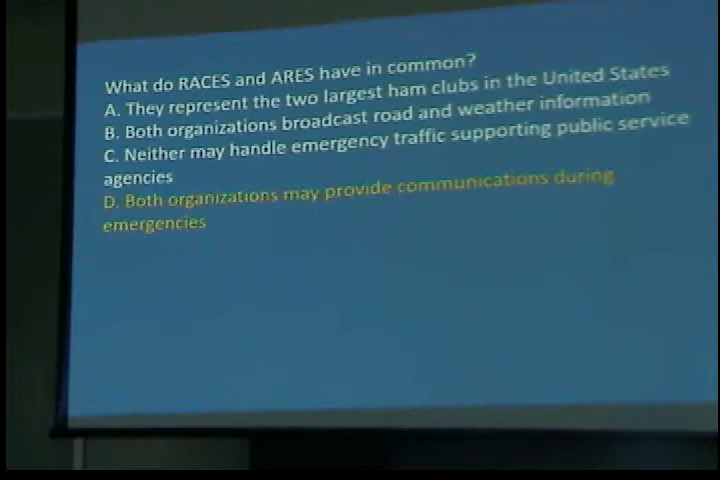 What do RACES and ARES have in common?
A. They represent the two largest ham clubs in the United States
B. Both organizations broadcast road and weather information
C. Neither may handle emergency traffic supporting public service
agencies
D. Both organizations may provide communications during
emergencies